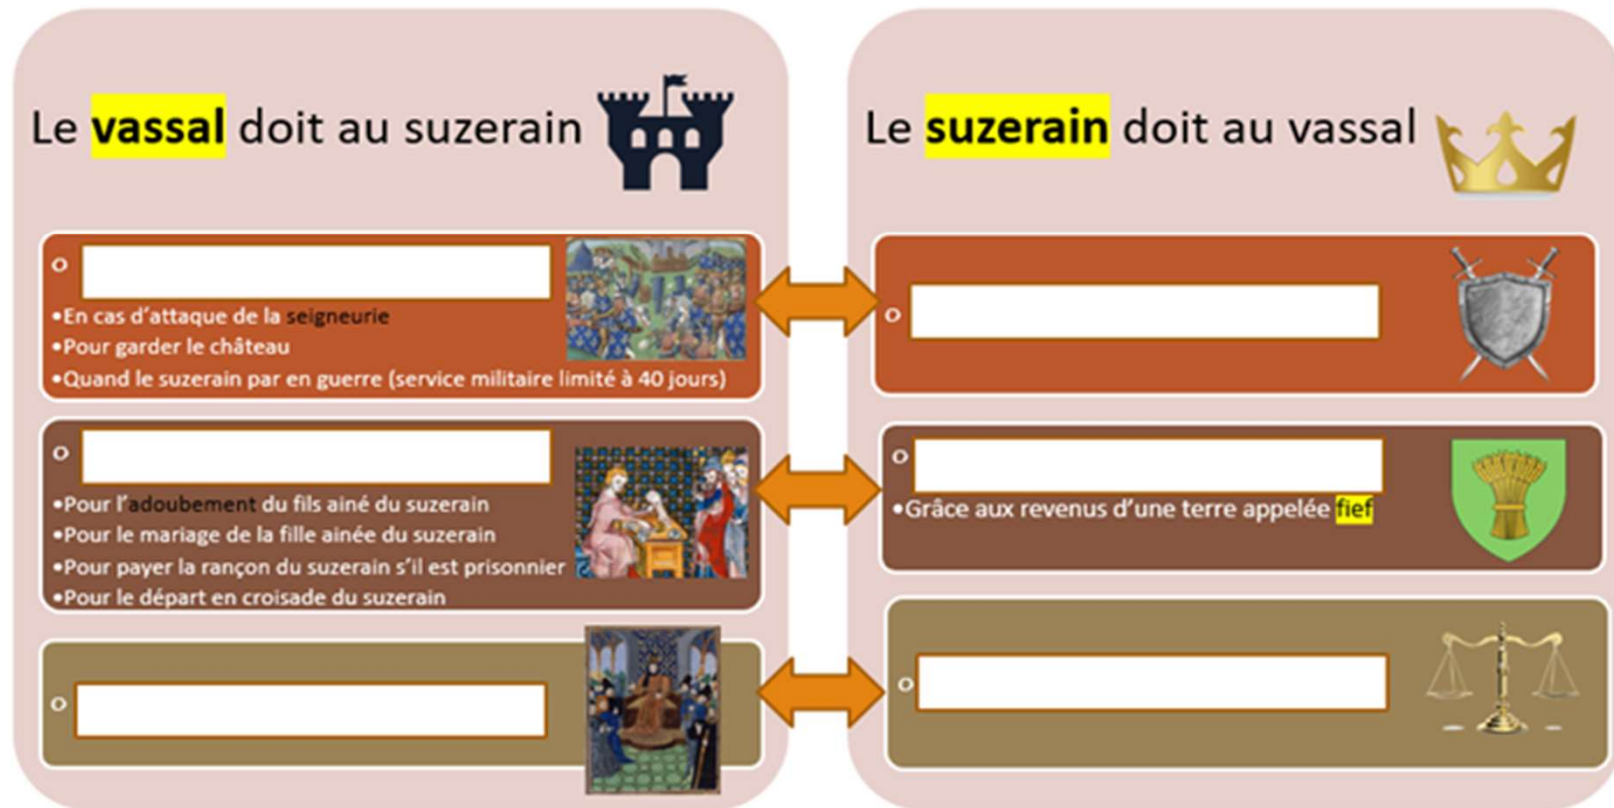 Le vassal doit au suzerain
o
•En cas d'attaque de la seigneurie
•Pour garder le château
•Quand le suzerain par en guerre (service militaire limité à 40 jours)
o
•Pour l'adoubement du fils ainé du suzerain
•Pour le mariage de la fille ainée du suzerain
•Pour payer la rançon du suzerain s'il est prisonnier
•Pour le départ en croisade du suzerain
o
Le suzerain doit au vassal
o
o
•Grâce aux revenus d'une terre appelée fief
o